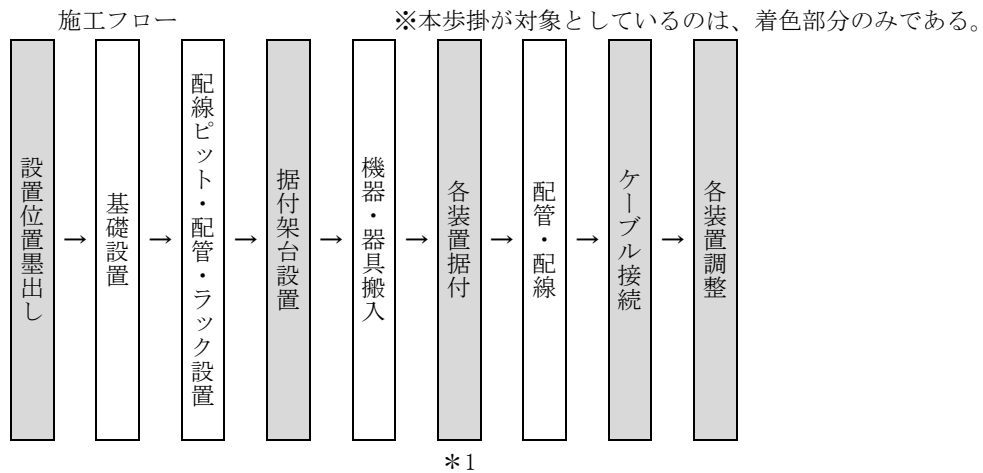 施工フロー
※本歩掛が対象としているのは、着色部分のみである。
設置位置墨出し
→
基礎設置
→
配線ピット・配管・ラック設置
→
据付架台設置
→
機器・器具搬入
→
各装置据付
→
配管・配線
→
ケーブル接続
→
各装置調整
＊1